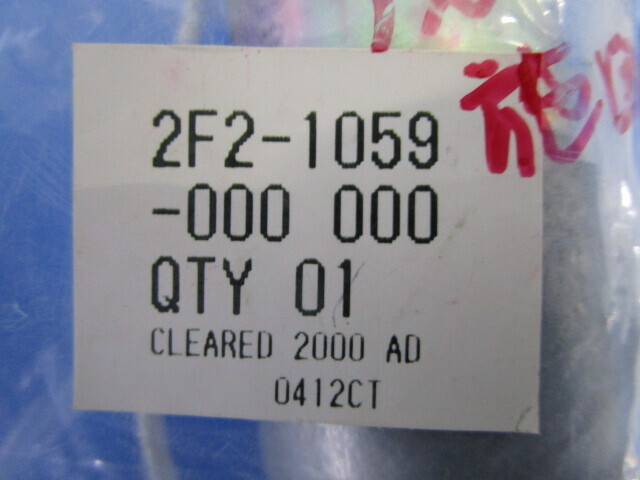 2F2-1059
-000 000
QTY 01
CLEARED 2000 AD
0412CT